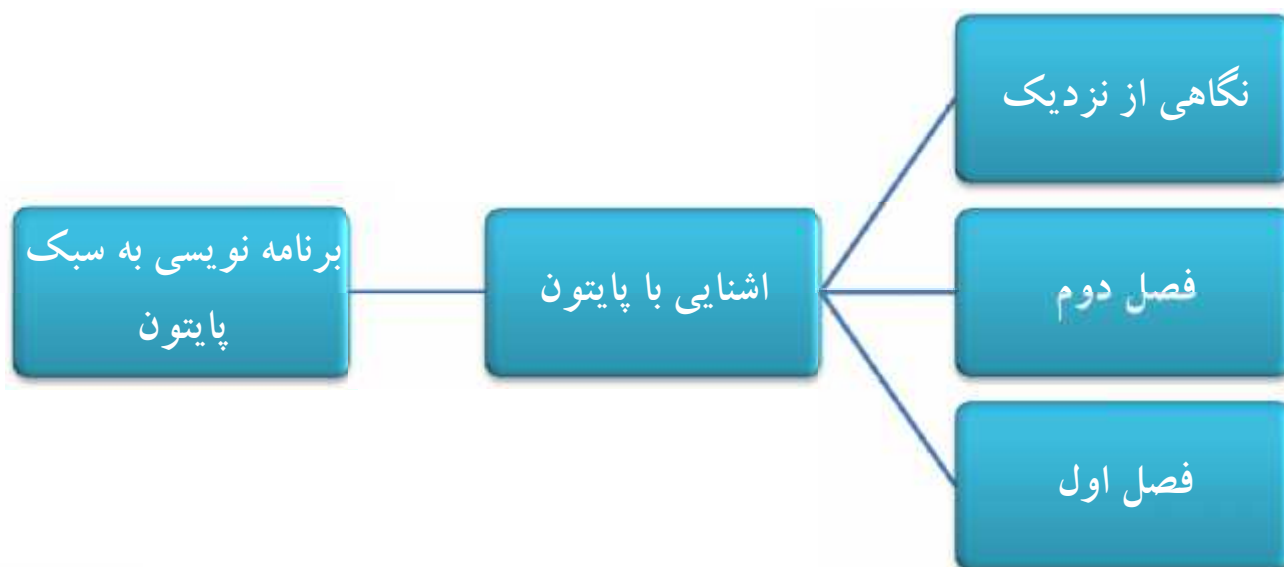 نگاهی از نزدیک
برنامه نویسی به سبک
پایتون
اشنایی با پایتون
فصل دوم
فصل اول